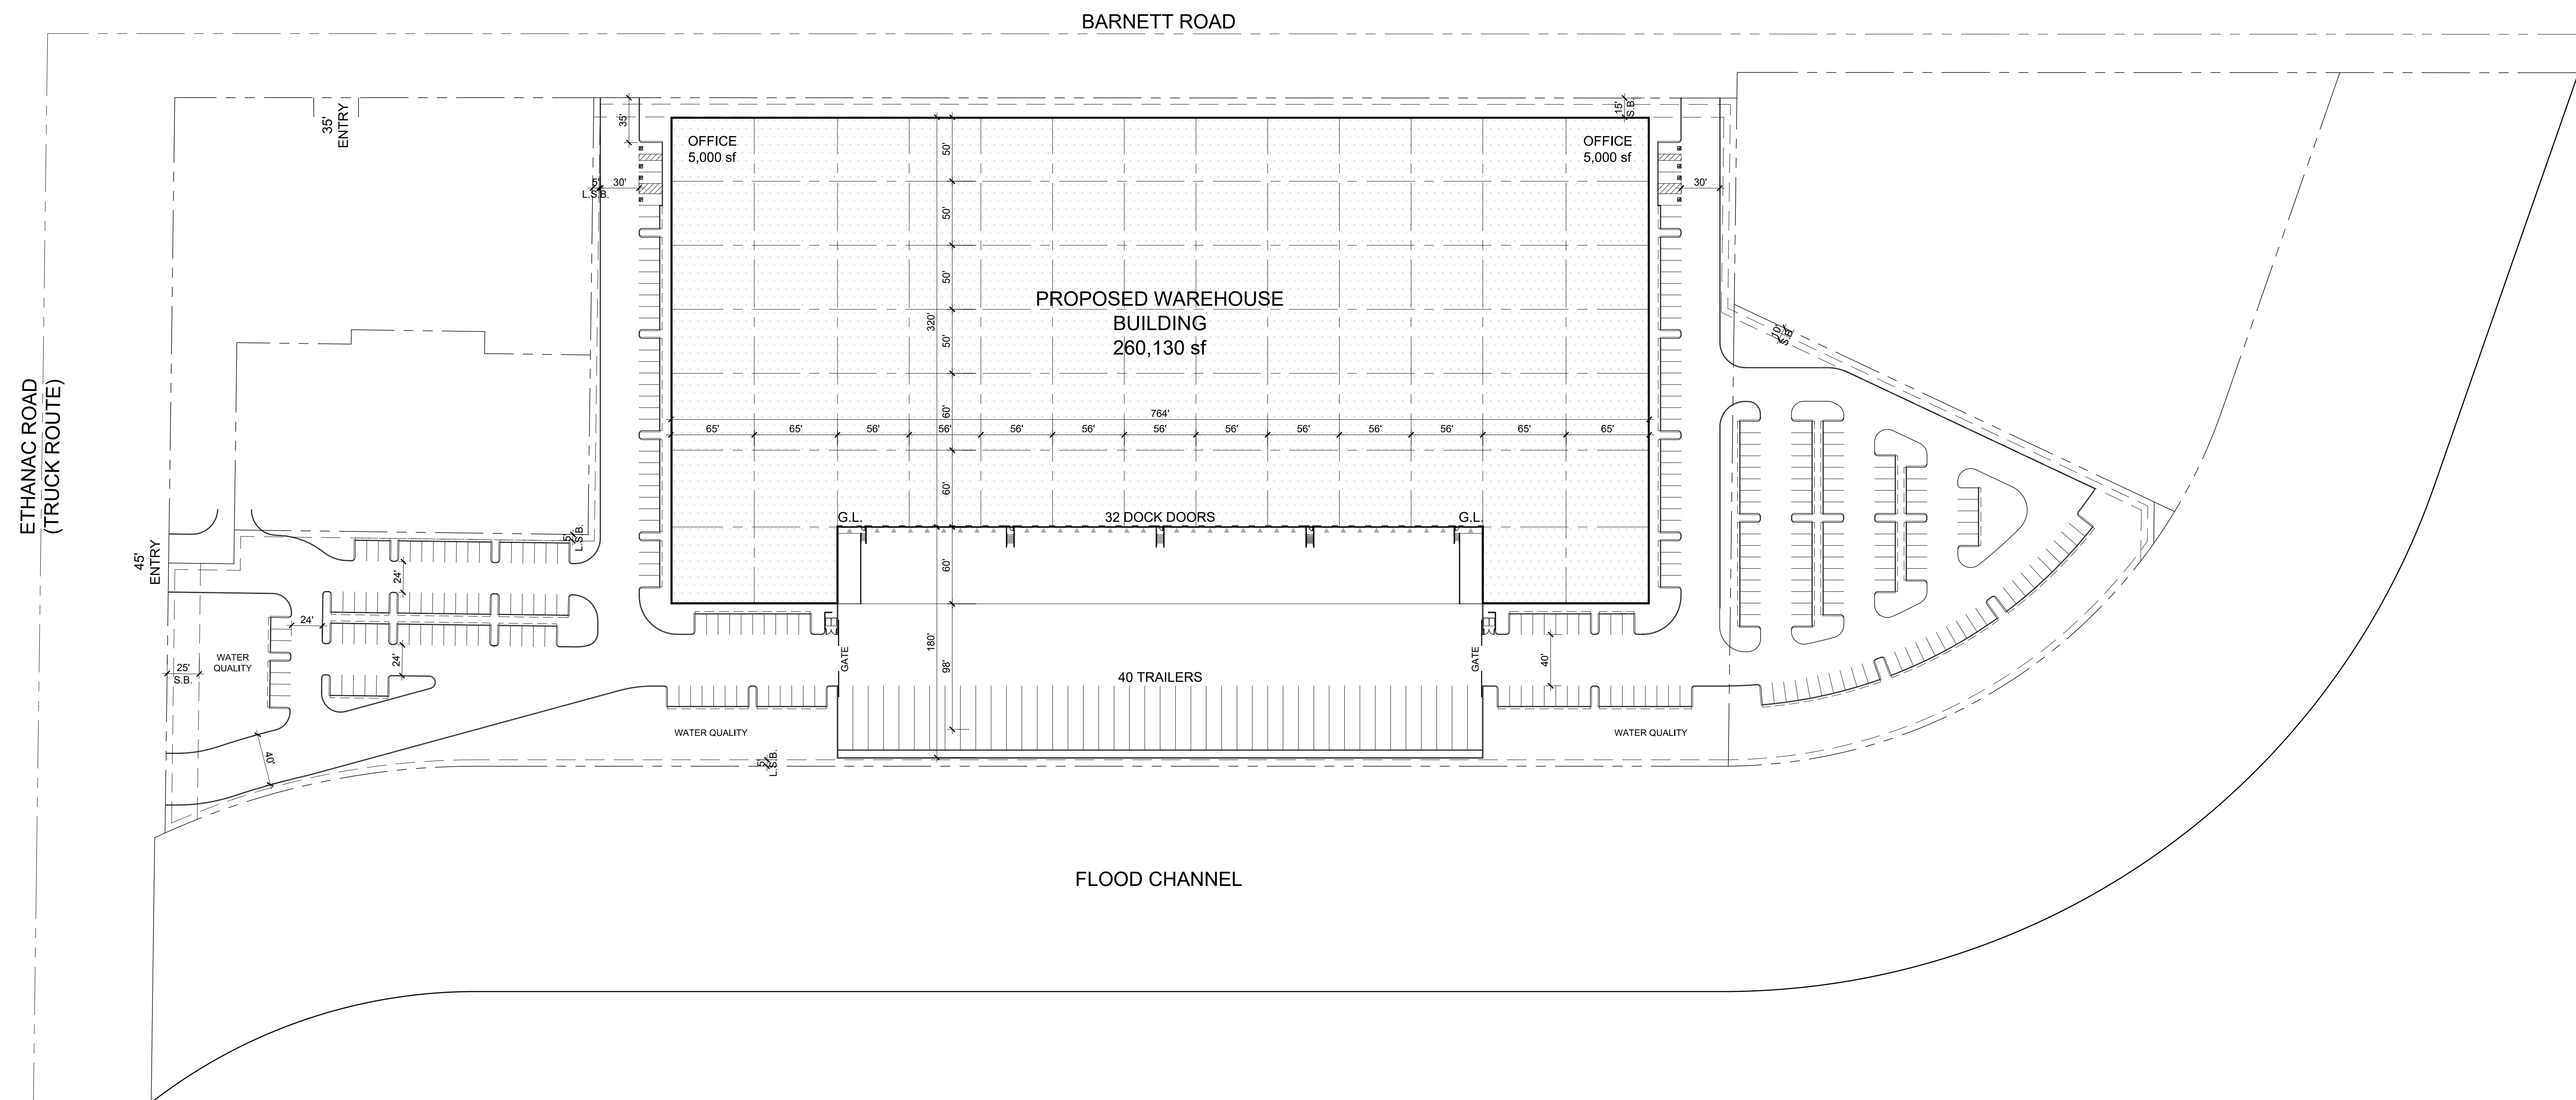 BARNETT ROAD
35'
ENTRY
35'
15'
S.B.
OFFICE
5,000 sf
OFFICE
5,000 sf
50'
5'
L.S.B.
30'
30'
50'
50'
PROPOSED WAREHOUSE
BUILDING
260,130 sf
320'
50'
10'
S.B.
ETHANAC ROAD
(TRUCK ROUTE)
60'
764'
65'
65'
56'
56'
56'
56'
56'
56'
56'
56'
56'
65'
65'
60'
G.L.
32 DOCK DOORS
G.L.
5'
L.S.B.
45'
ENTRY
24'
60'
24'
WATER
QUALITY
24'
25'
S.B.
180'
98'
GATE
GATE
40'
40 TRAILERS
WATER QUALITY
WATER QUALITY
40'
5'
L.S.B.
FLOOD CHANNEL